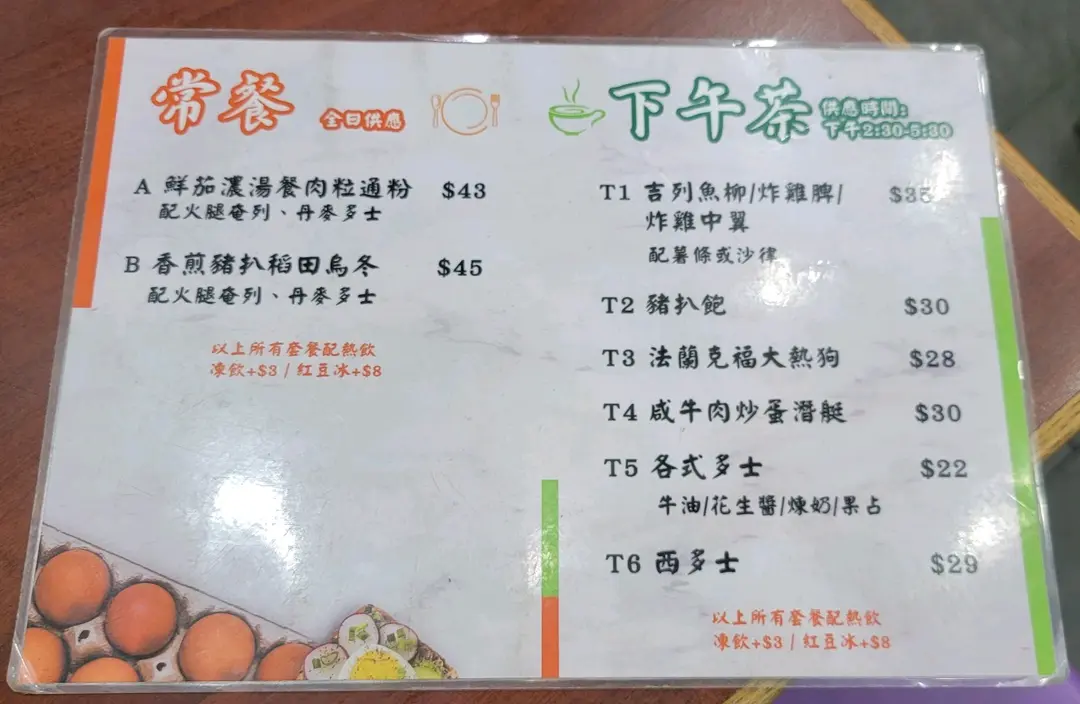 常餐 全日供應
A 鮮茄濃湯餐肉粒通粉 $43
配火腿奄列、丹麥多士
B 香煎豬扒稻田烏冬 $45
配火腿奄列、丹麥多士
以上所有套餐配熱飲
凍飲+$3 / 紅豆冰+$8
下午茶 供應時間:
下午2:30-5:30
T1 吉列魚柳/炸雞脾/ $35
炸雞中翼
配薯條或沙律
T2 豬扒飽 $30
T3 法蘭克福大熱狗 $28
T4 咸牛肉炒蛋潛艇 $30
T5 各式多士 $22
牛油/花生醬/煉奶/果占
T6 西多士 $29
以上所有套餐配熱飲
凍飲+$3 / 紅豆冰+$8